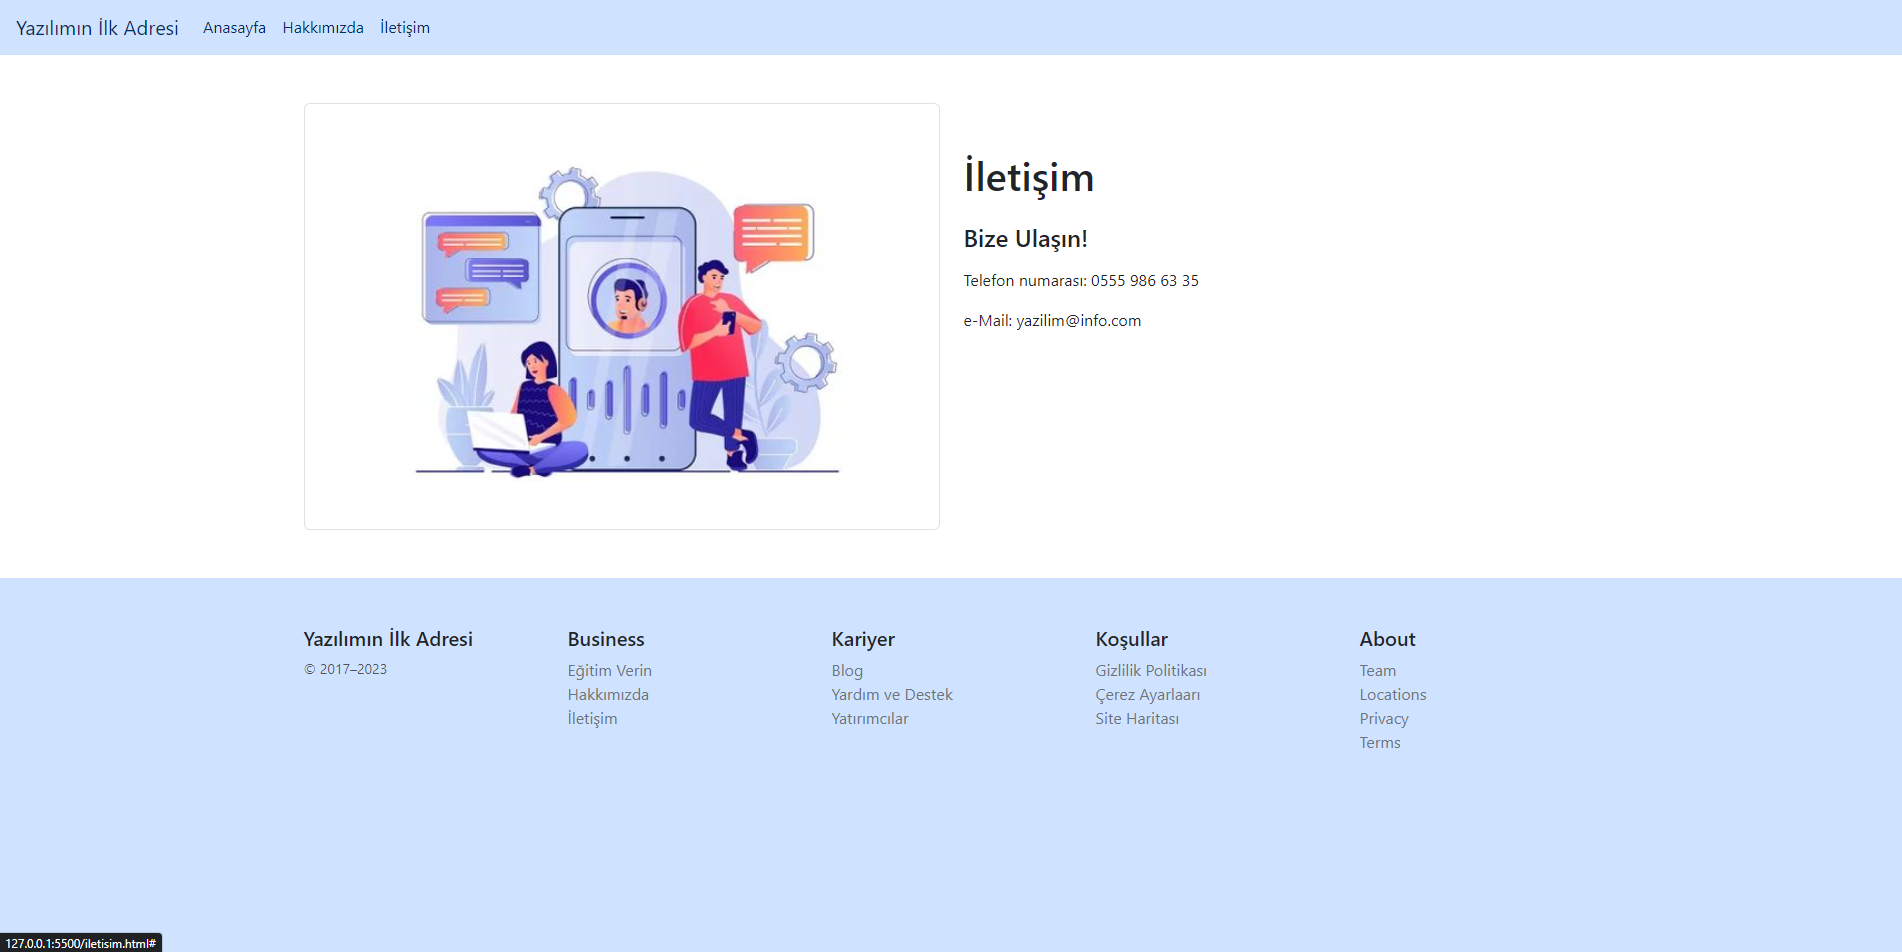 Yazılımın İlk Adresi Anasayfa Hakkımızda İletişim
İletişim
Bize Ulaşın!
Telefon numarası: 0555 986 63 35
e-Mail: yazilim@info.com
Yazılımın İlk Adresi
© 2017–2023
Business
Eğitim Verin
Hakkımızda
İletişim
Kariyer
Blog
Yardım ve Destek
Yatırımcılar
Koşullar
Gizlilik Politikası
Çerez Ayarlaarı
Site Haritası
About
Team
Locations
Privacy
Terms
127.0.0.1:5500/iletisim.html#